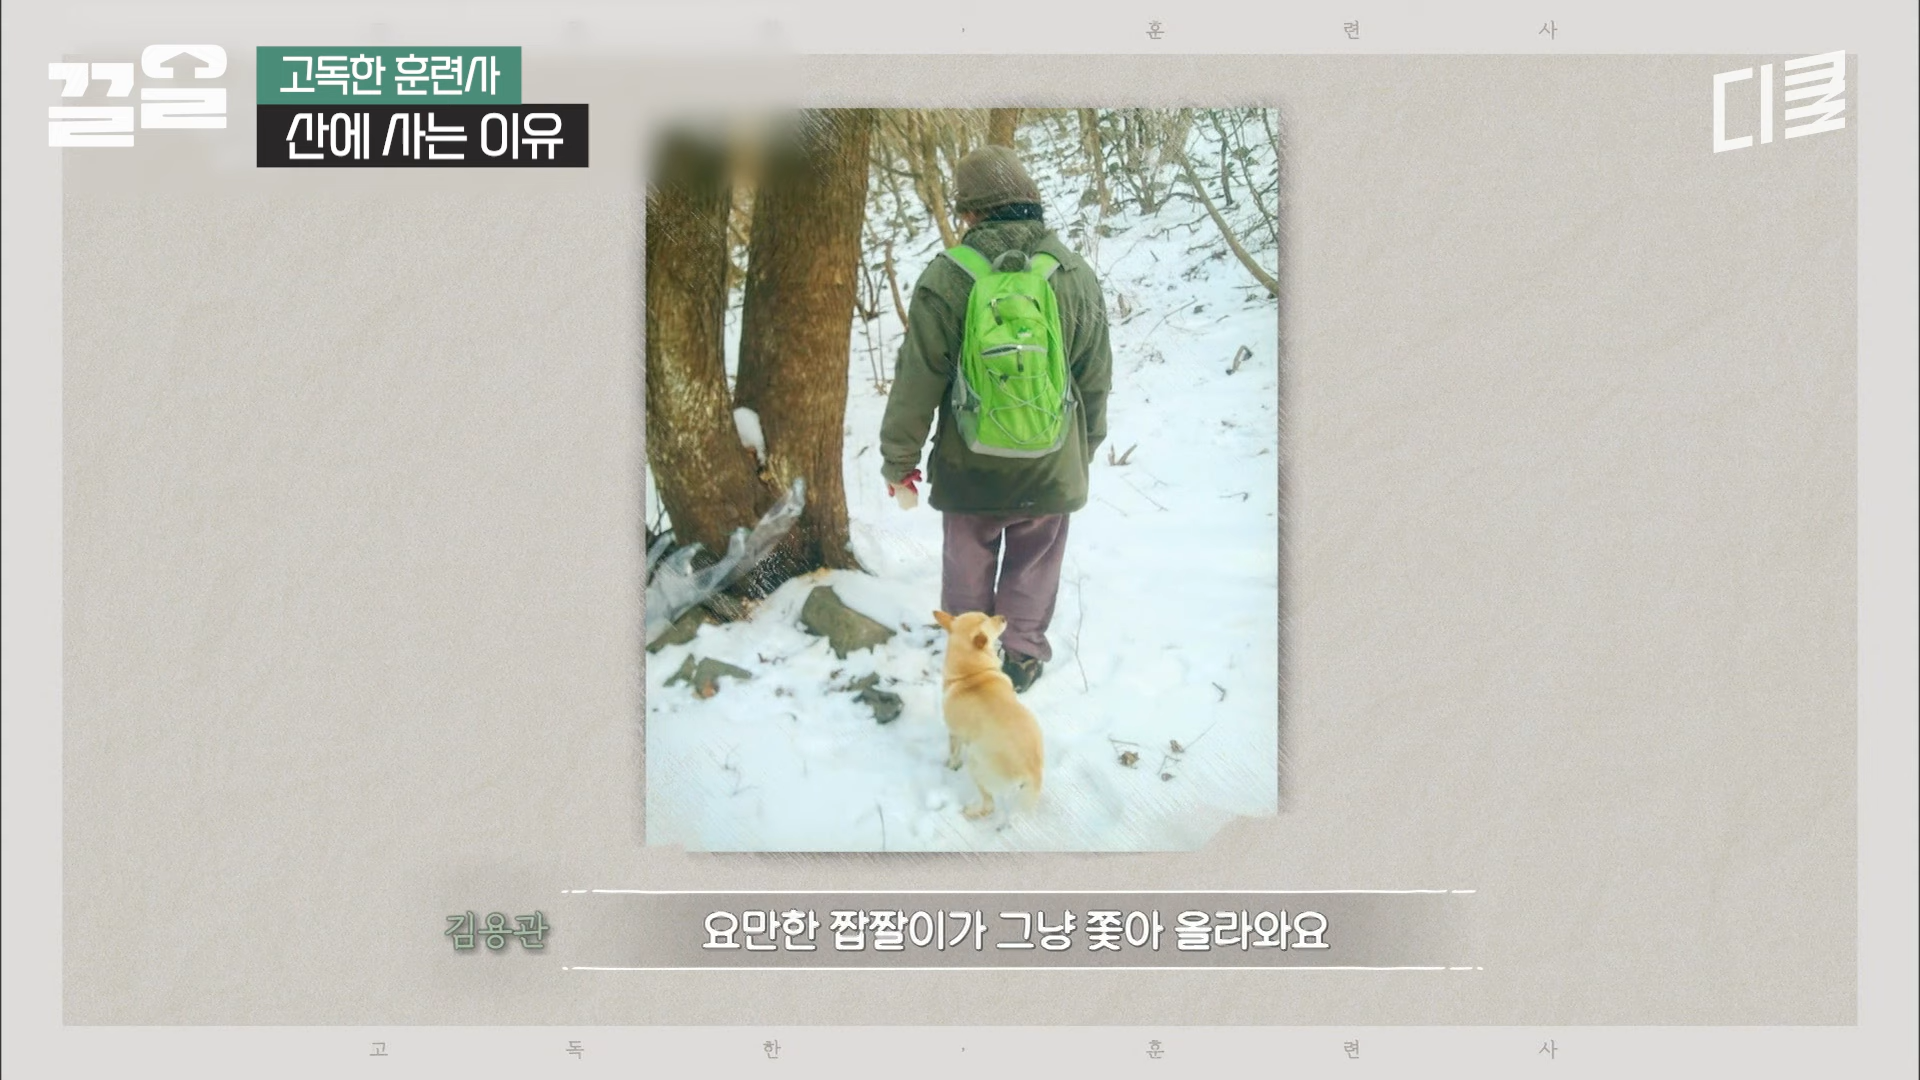 훈 련 사
끌올
고독한 훈련사
산에 사는 이유
디글
김용관
요만한 짭짤이가 그냥 쫓아 올라와요
고 독 한 , 훈 련 사